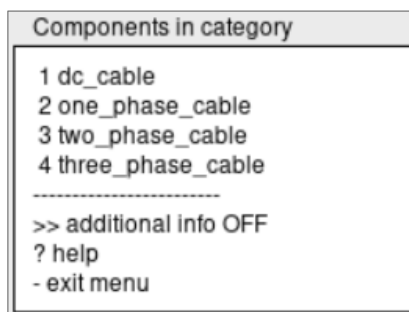 Components in category
1 dc_cable
2 one_phase_cable
3 two_phase_cable
4 three_phase_cable
------------------------
>> additional info OFF
? help
- exit menu